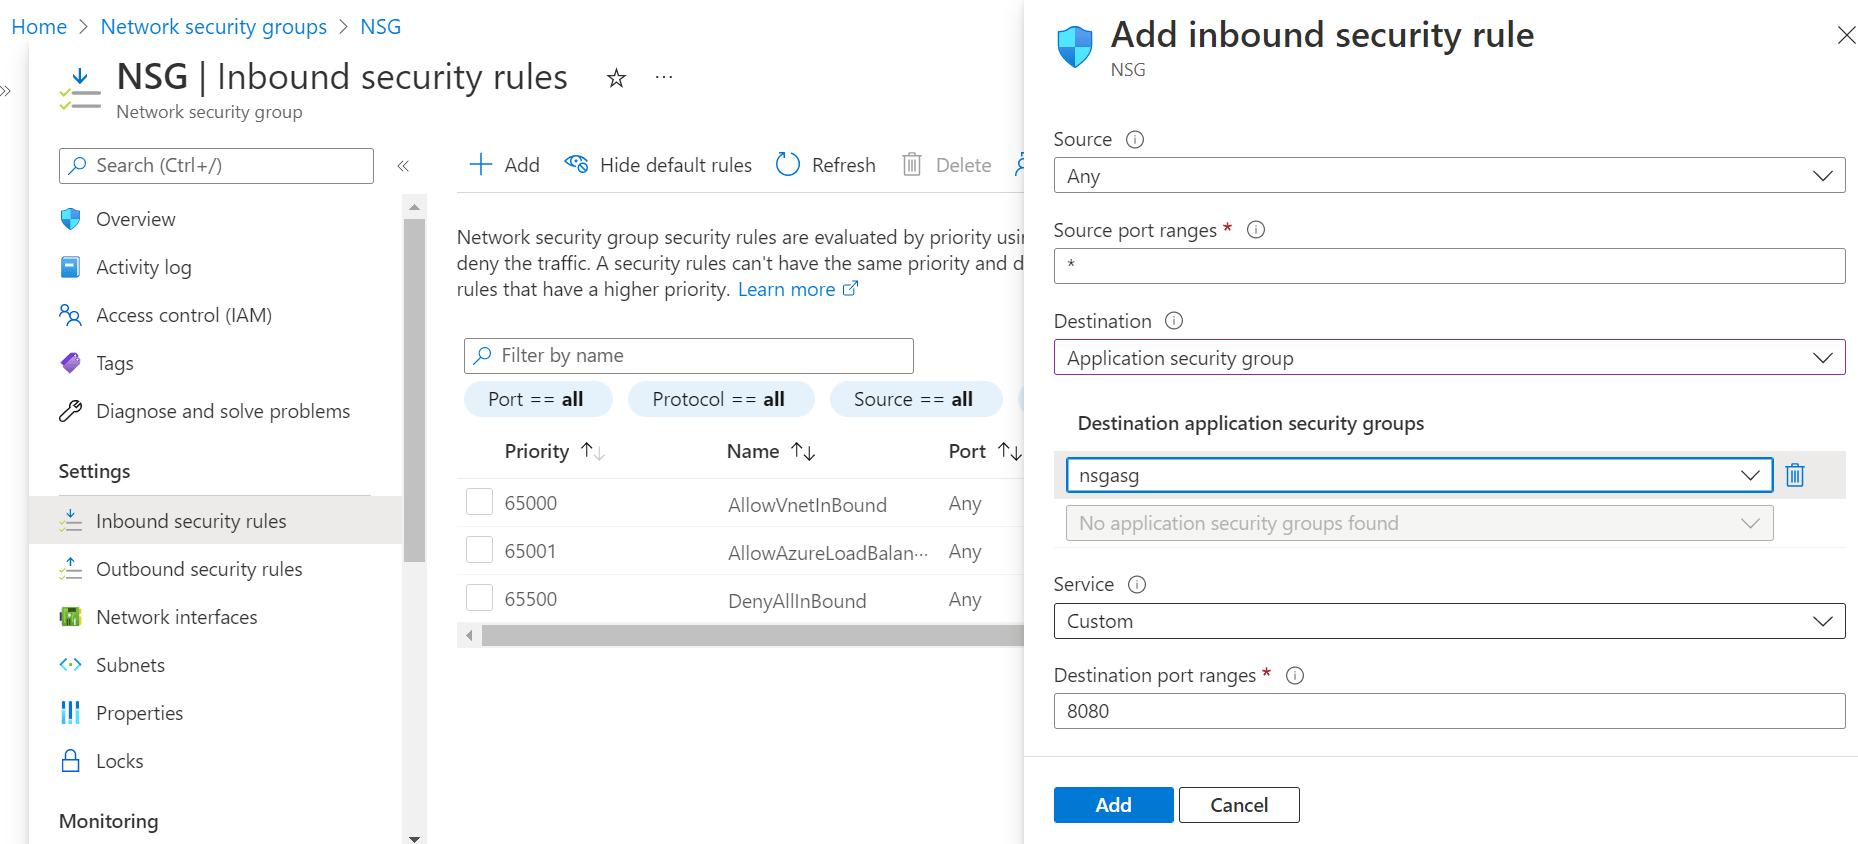 Home > Network security groups > NSG
NSG | Inbound security rules
Network security group
Search (Ctrl+/)
Overview
Activity log
Access control (IAM)
Tags
Diagnose and solve problems
Settings
Inbound security rules
Outbound security rules
Network interfaces
Subnets
Properties
Locks
Monitoring
Add Hide default rules Refresh Delete
Network security group security rules are evaluated by priority
deny the traffic. A security rules can't have the same priority and
rules that have a higher priority. Learn more
Filter by name
Port == all Protocol == all Source == all
Priority Name Port
65000 AllowVnetInBound Any
65001 AllowAzureLoadBalan··· Any
65500 DenyAllInBound Any
Add inbound security rule
NSG
Source
Any
Source port ranges *
*
Destination
Application security group
Destination application security groups
nsgasg
No application security groups found
Service
Custom
Destination port ranges *
8080
Add Cancel